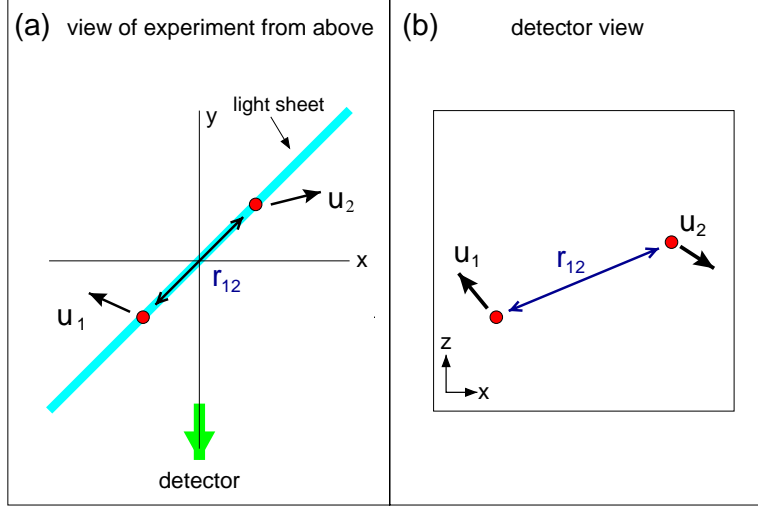 (a) view of experiment from above
light sheet
y
u₂
x
r₁₂
u₁
detector
(b) detector view
u₂
u₁
r₁₂
z
x